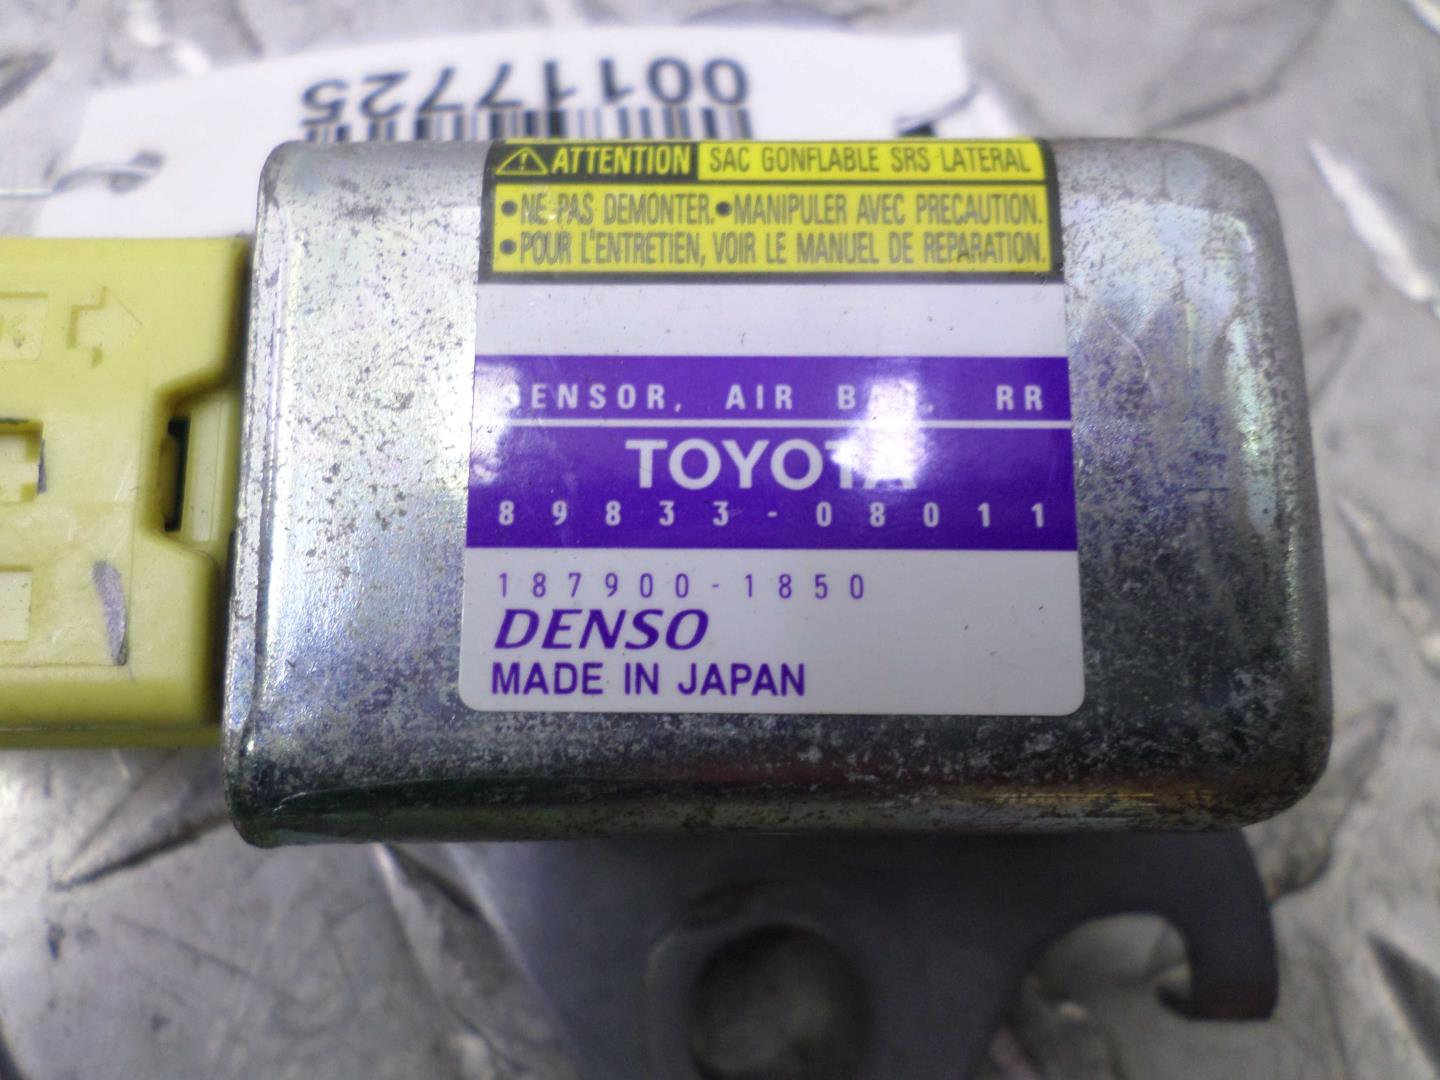 00117725
ATTENTION SAC GONFLABLE SRS LATERAL
•NE PAS DEMONTER.•MANIPULER AVEC PRECAUTION.
•POUR L'ENTRETIEN, VOIR LE MANUEL DE REPARATION.
SENSOR, AIR BAG, RR
TOYOTA
89833-08011
187900-1850
DENSO
MADE IN JAPAN